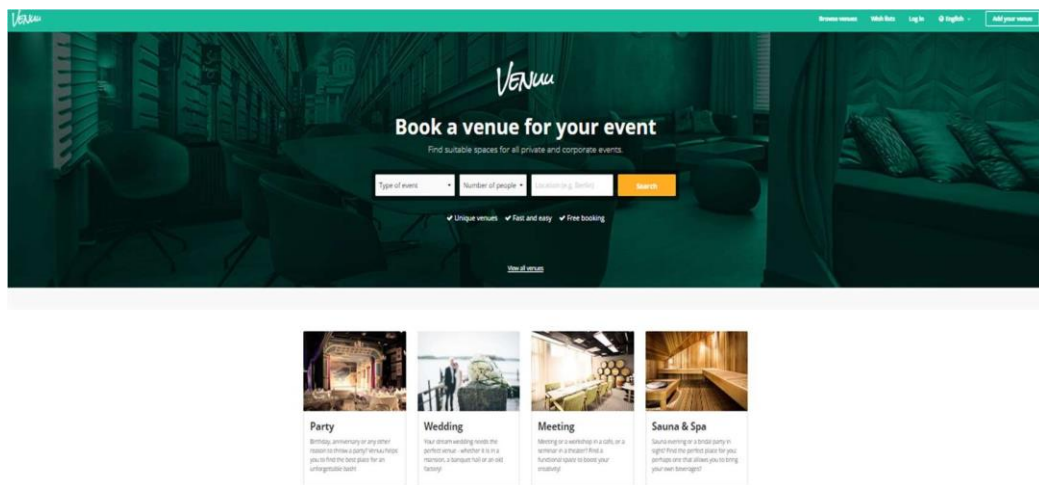 Venuu
Browse venues Wish lists Log in English Add your venue
VENUU
Book a venue for your event
Find suitable spaces for all private and corporate events.
Type of event Number of people Location (e.g. Berlin) Search
✔ Unique venues ✔ Fast and easy ✔ Free booking
View all venues
Party
Birthday, anniversary or any other
reason to throw a party? Venuu helps
you to find the best place for an
unforgettable bash!
Wedding
Your dream wedding needs the
perfect venue - whether it is in a
mansion, a banquet hall or an old
factory!
Meeting
Meeting or a workshop in a cafe, or a
seminar in a theater? Find a
functional space to boost your
creativity!
Sauna & Spa
Sauna evening or a bridal party in
sight? Find the perfect place for you
perhaps one that allows you to bring
your own beverages!